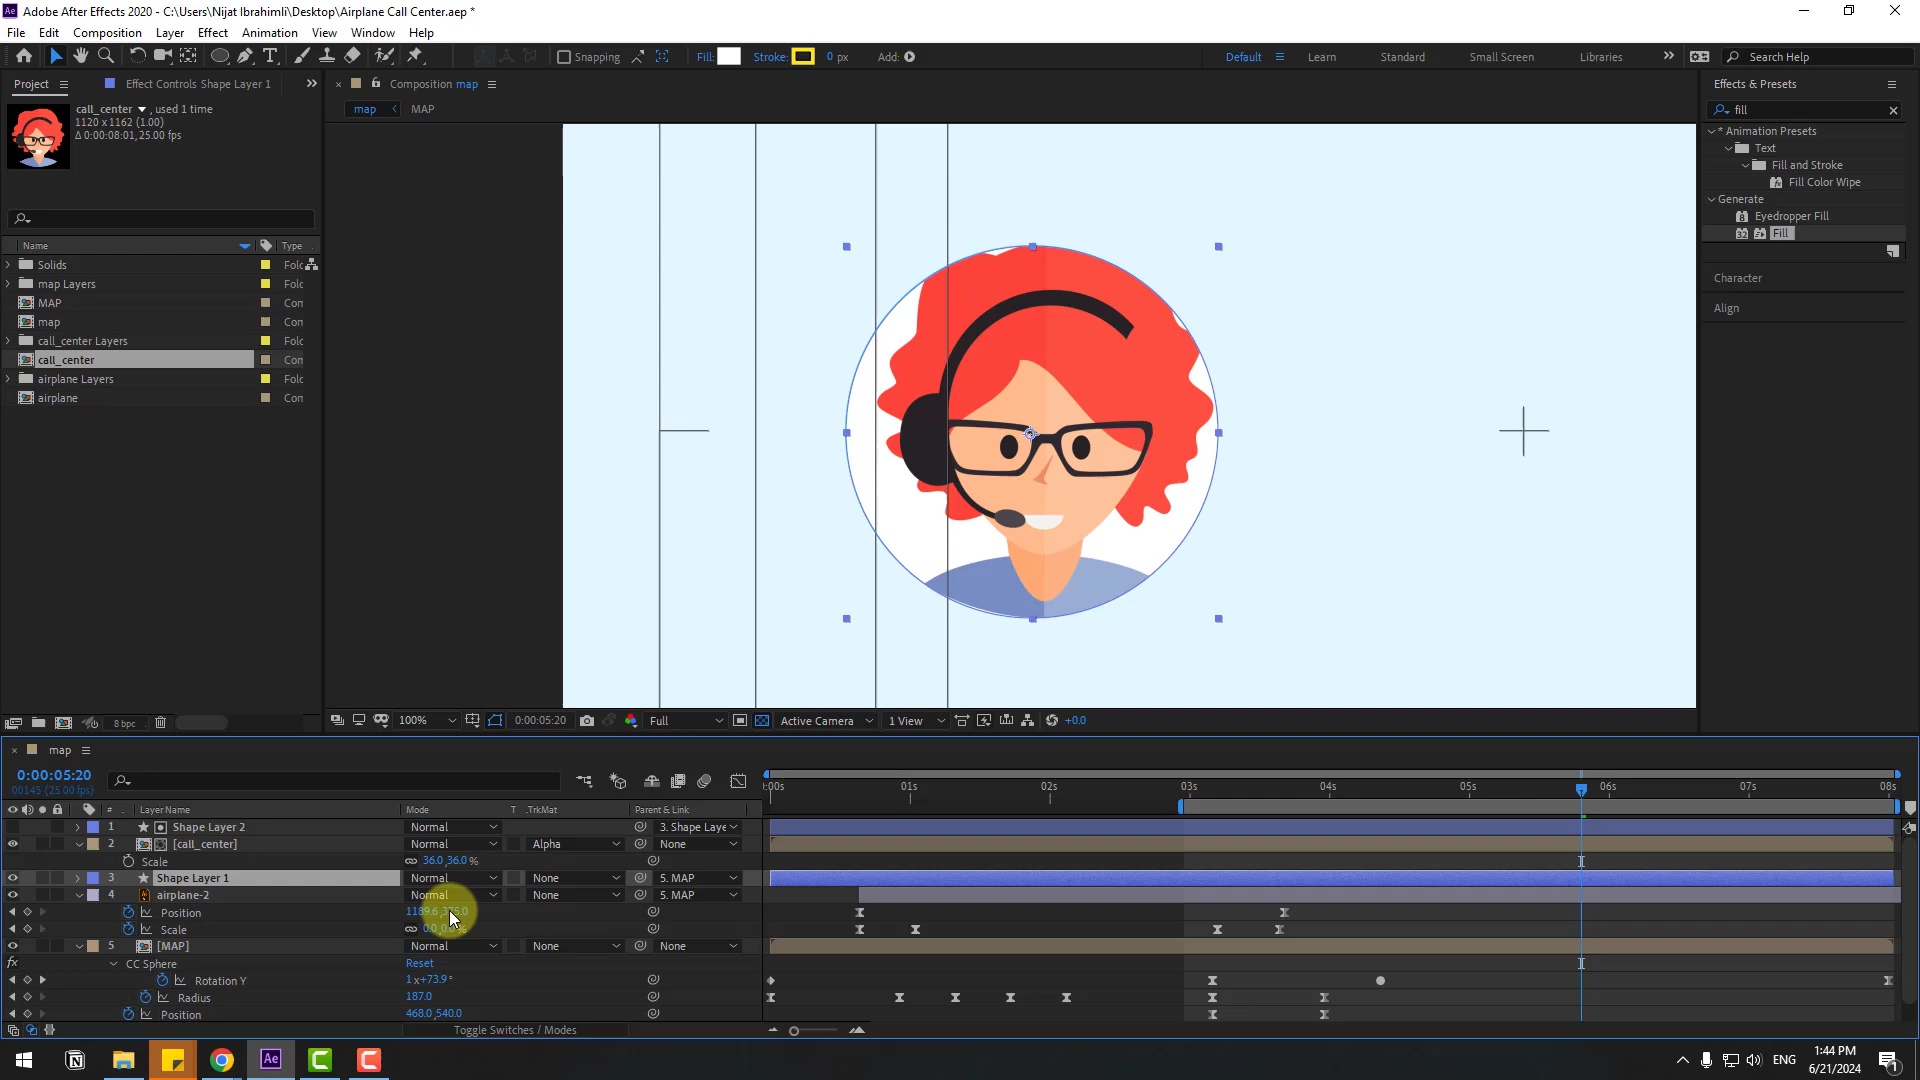 Ae Adobe After Effects 2020 - C:\Users\Nijat Ibrahimli\Desktop\Airplane Call Center.aep *
File Edit Composition Layer Effect Animation View Window Help
Snapping Fill: Stroke: 0 px Add: Default Learn Standard Small Screen Libraries Search Help
Project Effect Controls Shape Layer 1
call_center , used 1 time
1120 x 1162 (1.00)
Δ 0:00:08:01, 25.00 fps
Name Type
Solids Folc
map Layers Folc
MAP Con
map Con
call_center Layers Folc
call_center Con
airplane Layers Folc
airplane Con
8 bpc
Composition map
map MAP
100% 0:00:05:20 Full Active Camera 1 View +0.0
Effects & Presets
fill
* Animation Presets
Text
Fill and Stroke
Fill Color Wipe
Generate
Eyedropper Fill
Fill
Character
Align
map
0:00:05:20
00145 (25.00 fps)
:00s 01s 02s 03s 04s 05s 06s 07s 08s
# Layer Name Mode T .TrkMat Parent & Link
1 Shape Layer 2 Normal 3. Shape Laye
2 [call_center] Normal Alpha None
Scale 36.0,36.0 %
3 Shape Layer 1 Normal None 5. MAP
4 airplane-2 Normal None 5. MAP
Position 1189.6,375.0
Scale 0.0,0.0 %
5 [MAP] Normal None None
fx CC Sphere Reset
Rotation Y 1 x+73.9 °
Radius 187.0
Position 468.0,540.0
Toggle Switches / Modes
Ae ENG 1:44 PM
6/21/2024 1